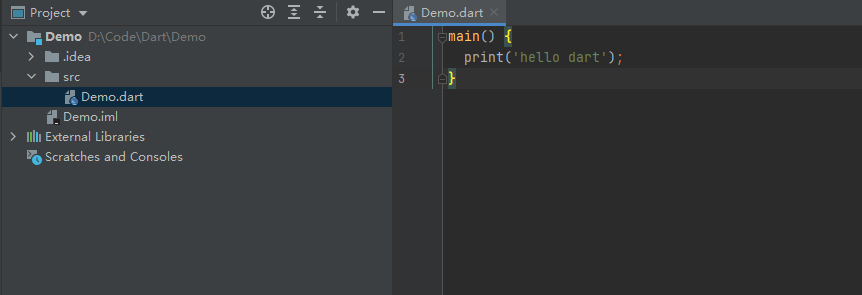 Project
Demo D:\Code\Dart\Demo
.idea
src
Demo.dart
Demo.iml
External Libraries
Scratches and Consoles
Demo.dart
1 main() {
2 print('hello dart');
3 }